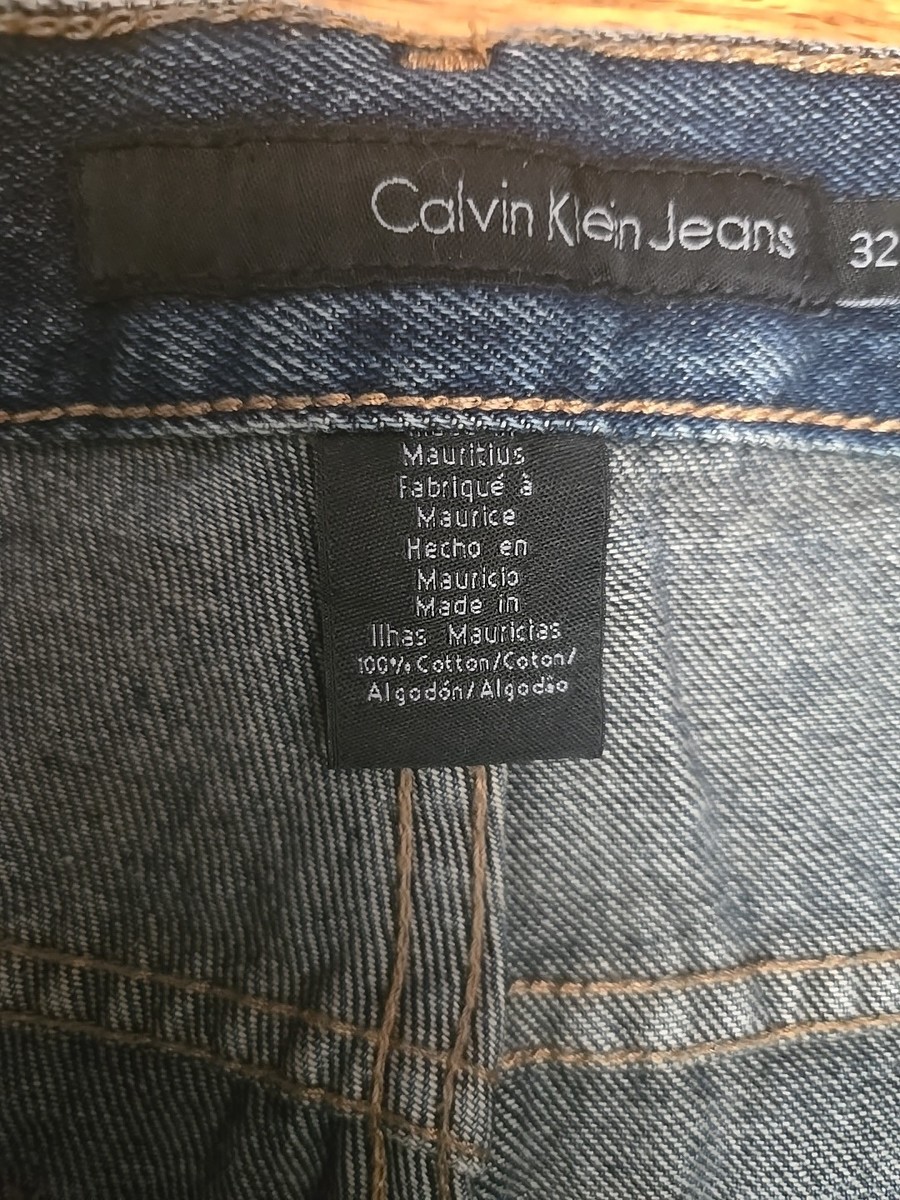 Calvin Klein Jeans
32
Mauritius
Fabriqué à
Maurice
Hecho en
Mauricio
Made in
Ilhas Mauricias
100% Cotton/Coton/
Algodón/Algodão